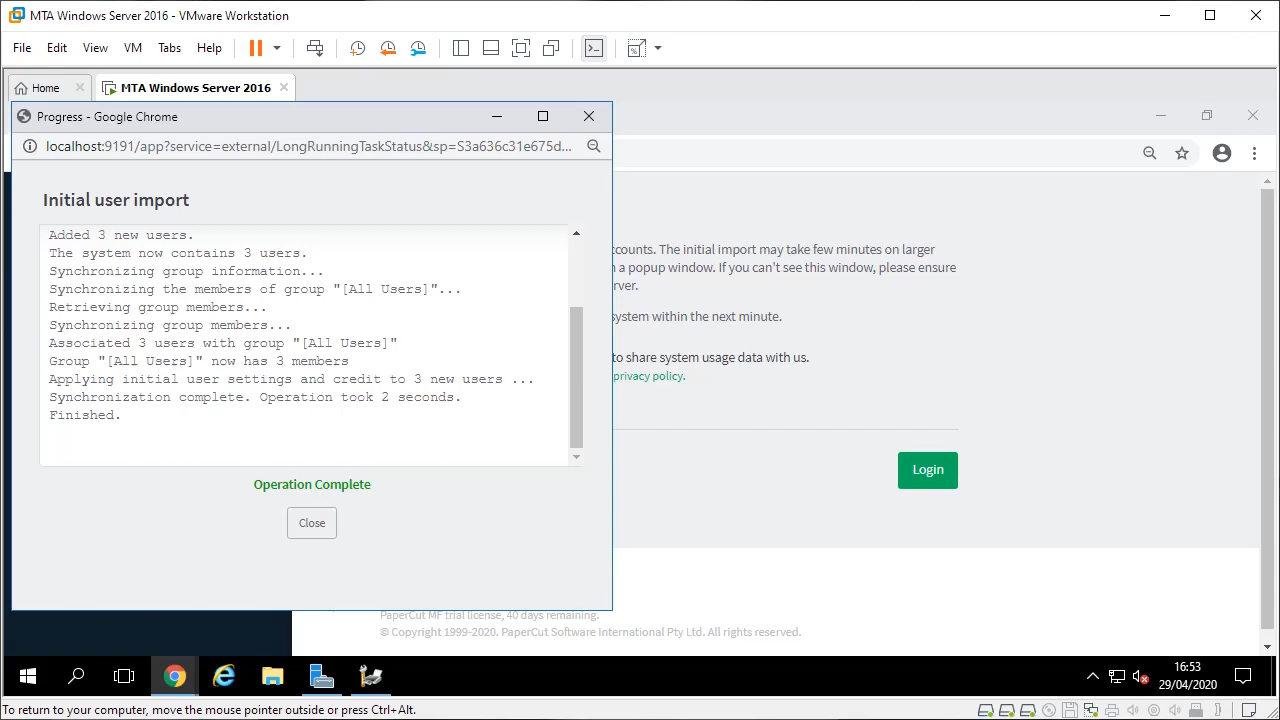 MTA Windows Server 2016 - VMware Workstation
File Edit View VM Tabs Help
Home MTA Windows Server 2016
Progress - Google Chrome
localhost:9191/app?service=external/LongRunningTaskStatus&sp=S3a636c31e675d...
Initial user import
Added 3 new users.
The system now contains 3 users.
Synchronizing group information...
Synchronizing the members of group "[All Users]"...
Retrieving group members...
Synchronizing group members...
Associated 3 users with group "[All Users]"
Group "[All Users]" now has 3 members
Applying initial user settings and credit to 3 new users ...
Synchronization complete. Operation took 2 seconds.
Finished.
Operation Complete
Close
counts. The initial import may take few minutes on larger
n a popup window. If you can't see this window, please ensure
rver.
system within the next minute.
to share system usage data with us.
privacy policy.
Login
PaperCut MF trial license, 40 days remaining.
© Copyright 1999-2020. PaperCut Software International Pty Ltd. All rights reserved.
16:53
29/04/2020
To return to your computer, move the mouse pointer outside or press Ctrl+Alt.